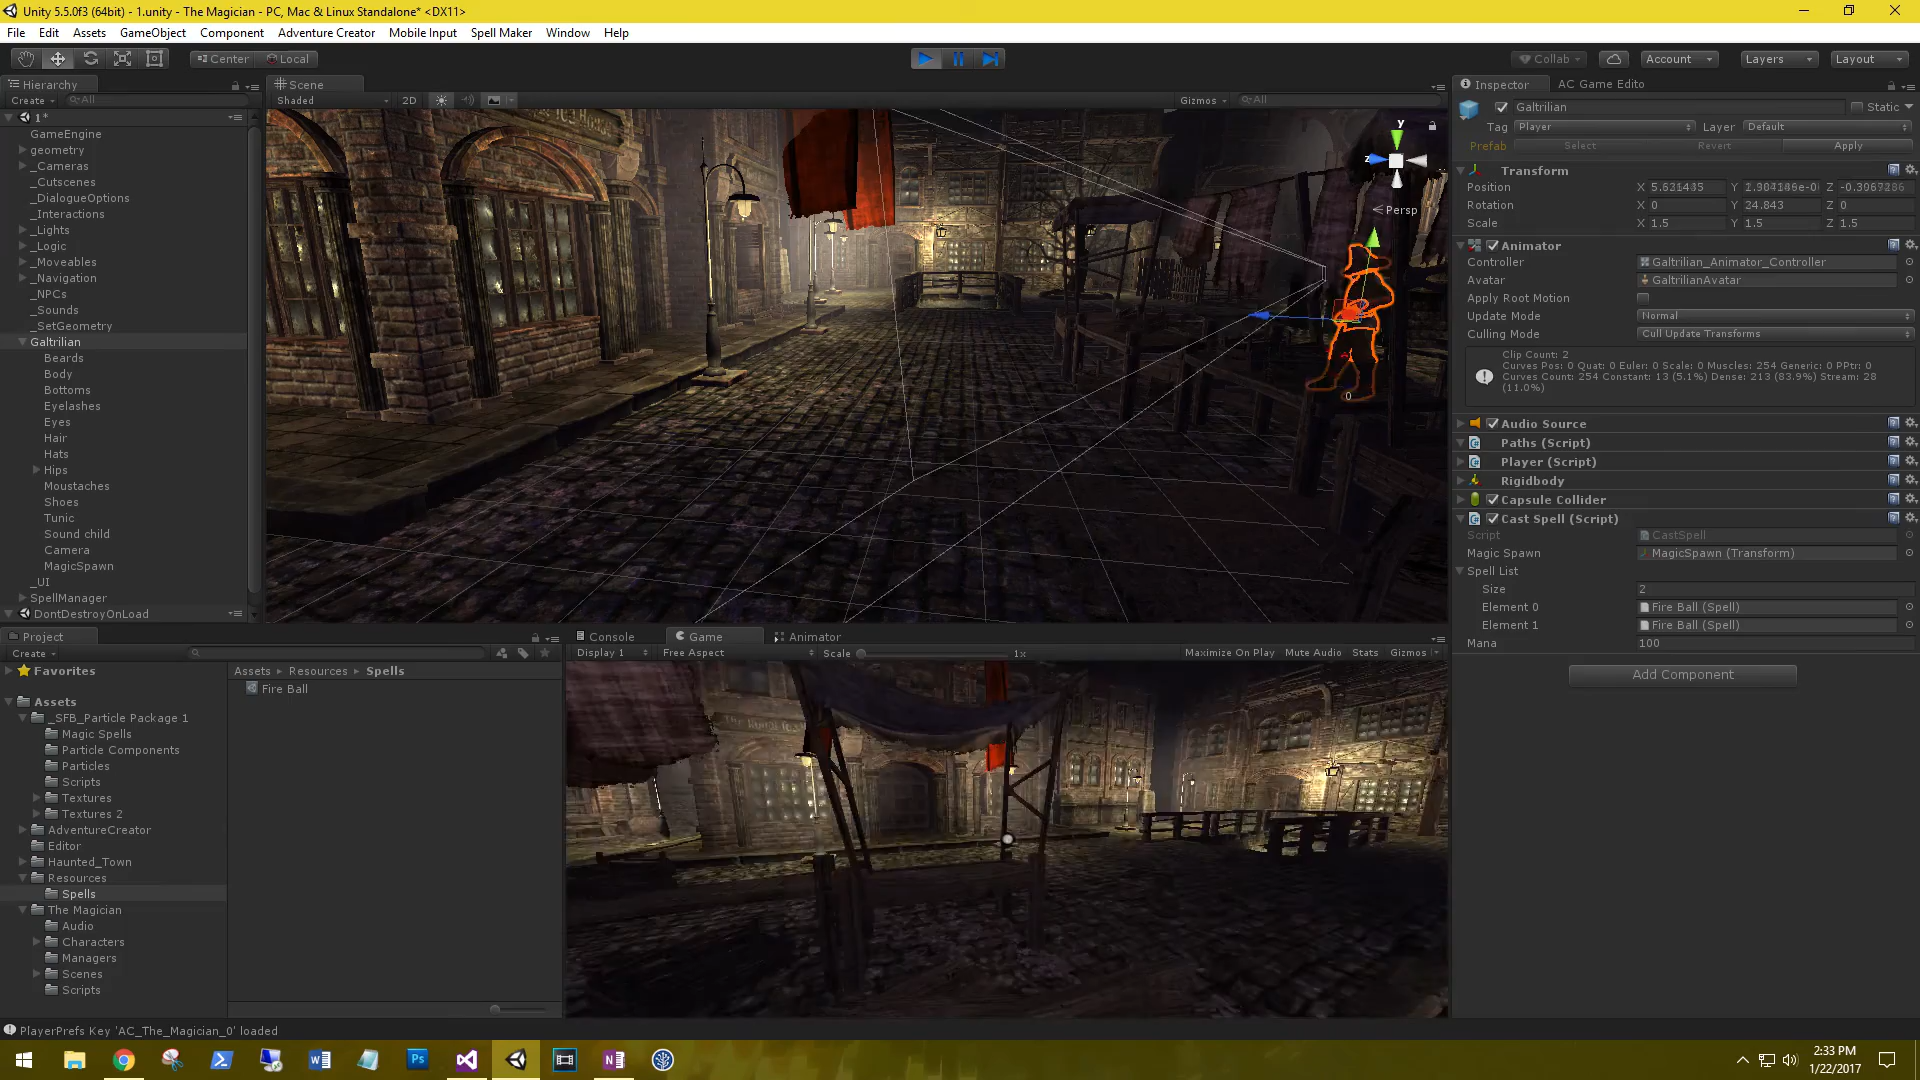 Unity 5.5.0f3 (64bit) - 1.unity - The Magician - PC, Mac & Linux Standalone* <DX11>
File Edit Assets GameObject Component Adventure Creator Mobile Input Spell Maker Window Help
Center Local Collab Account Layers Layout
Hierarchy
Create All
1*
GameEngine
geometry
_Cameras
_Cutscenes
_DialogueOptions
_Interactions
_Lights
_Logic
_Moveables
_Navigation
_NPCs
_Sounds
_SetGeometry
Galtrilian
Beards
Body
Bottoms
Eyelashes
Eyes
Hair
Hats
Hips
Moustaches
Shoes
Tunic
Sound child
Camera
MagicSpawn
_UI
SpellManager
DontDestroyOnLoad
Scene
Shaded 2D Gizmos All
y
z
Persp
Inspector AC Game Edito
Galtrilian Static
Tag Player Layer Default
Prefab Select Revert Apply
Transform
Position X 5.631435 Y Z
Rotation X 0 Y 24.843 Z 0
Scale X 1.5 Y 1.5 Z 1.5
Animator
Controller Galtrilian_Animator_Controller
Avatar GaltrilianAvatar
Apply Root Motion
Update Mode Normal
Culling Mode Cull Update Transforms
Clip Count: 2
Curves Pos: 0 Quat: 0 Euler: 0 Scale: 0 Muscles: 254 Generic: 0 PPtr: 0
Curves Count: 254 Constant: 13 (5.1%) Dense: 213 (83.9%) Stream: 28
(11.0%)
Audio Source
Paths (Script)
Player (Script)
Rigidbody
Capsule Collider
Cast Spell (Script)
Script CastSpell
Magic Spawn MagicSpawn (Transform)
Spell List
Size 2
Element 0 Fire Ball (Spell)
Element 1 Fire Ball (Spell)
Mana 100
Add Component
Project
Create
Favorites
Assets
_SFB_Particle Package 1
Magic Spells
Particle Components
Particles
Scripts
Textures
Textures 2
AdventureCreator
Editor
Haunted_Town
Resources
Spells
The Magician
Audio
Characters
Managers
Scenes
Scripts
Assets Resources Spells
Fire Ball
Console Game Animator
Display 1 Free Aspect Scale 1x Maximize On Play Mute Audio Stats Gizmos
PlayerPrefs Key 'AC_The_Magician_0' loaded
2:33 PM
1/22/2017